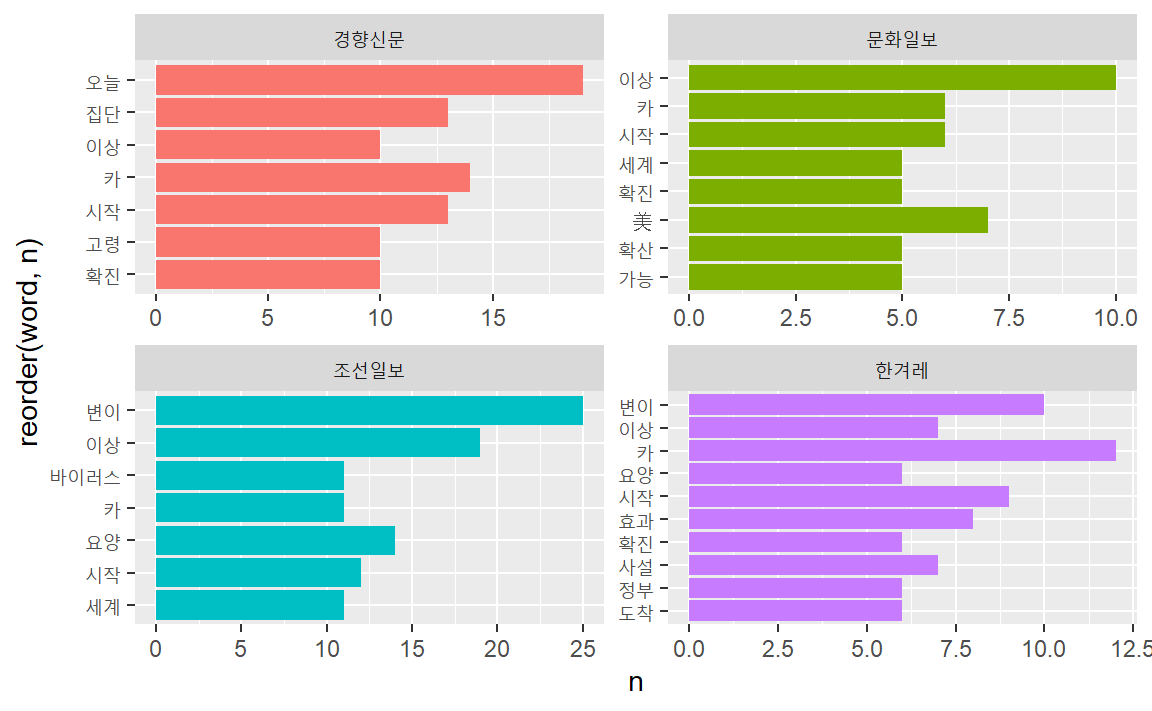 경향신문
오늘
집단
이상
카
시작
고령
확진
0 5 10 15
문화일보
이상
카
시작
세계
확진
美
확산
가능
0.0 2.5 5.0 7.5 10.0
조선일보
변이
이상
바이러스
카
요양
시작
세계
0 5 10 15 20 25
한겨레
변이
이상
카
요양
시작
효과
확진
사설
정부
도착
0.0 2.5 5.0 7.5 10.0 12.5
reorder(word, n)
n